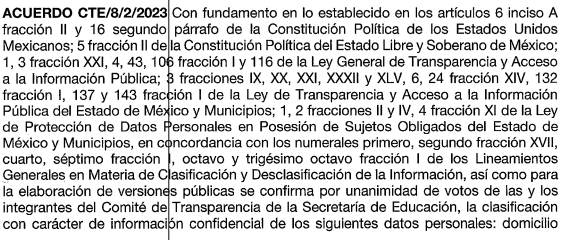 ACUERDO CTE/8/2/2023 Con fundamento en lo establecido en los artículos 6 inciso A
fracción II y 16 segundo párrafo de la Constitución Política de los Estados Unidos
Mexicanos; 5 fracción II de la Constitución Política del Estado Libre y Soberano de México;
1, 3 fracción XXI, 4, 43, 106 fracción I y 116 de la Ley General de Transparencia y Acceso
a la Información Pública; 3 fracciones IX, XX, XXI, XXXII y XLV, 6, 24 fracción XIV, 132
fracción I, 137 y 143 fracción I de la Ley de Transparencia y Acceso a la Información
Pública del Estado de México y Municipios; 1, 2 fracciones II y IV, 4 fracción XI de la Ley
de Protección de Datos Personales en Posesión de Sujetos Obligados del Estado de
México y Municipios, en concordancia con los numerales primero, segundo fracción XVII,
cuarto, séptimo fracción I, octavo y trigésimo octavo fracción I de los Lineamientos
Generales en Materia de Clasificación y Desclasificación de la Información, así como para
la elaboración de versiones públicas se confirma por unanimidad de votos de las y los
integrantes del Comité de Transparencia de la Secretaría de Educación, la clasificación
con carácter de información confidencial de los siguientes datos personales: domicilio